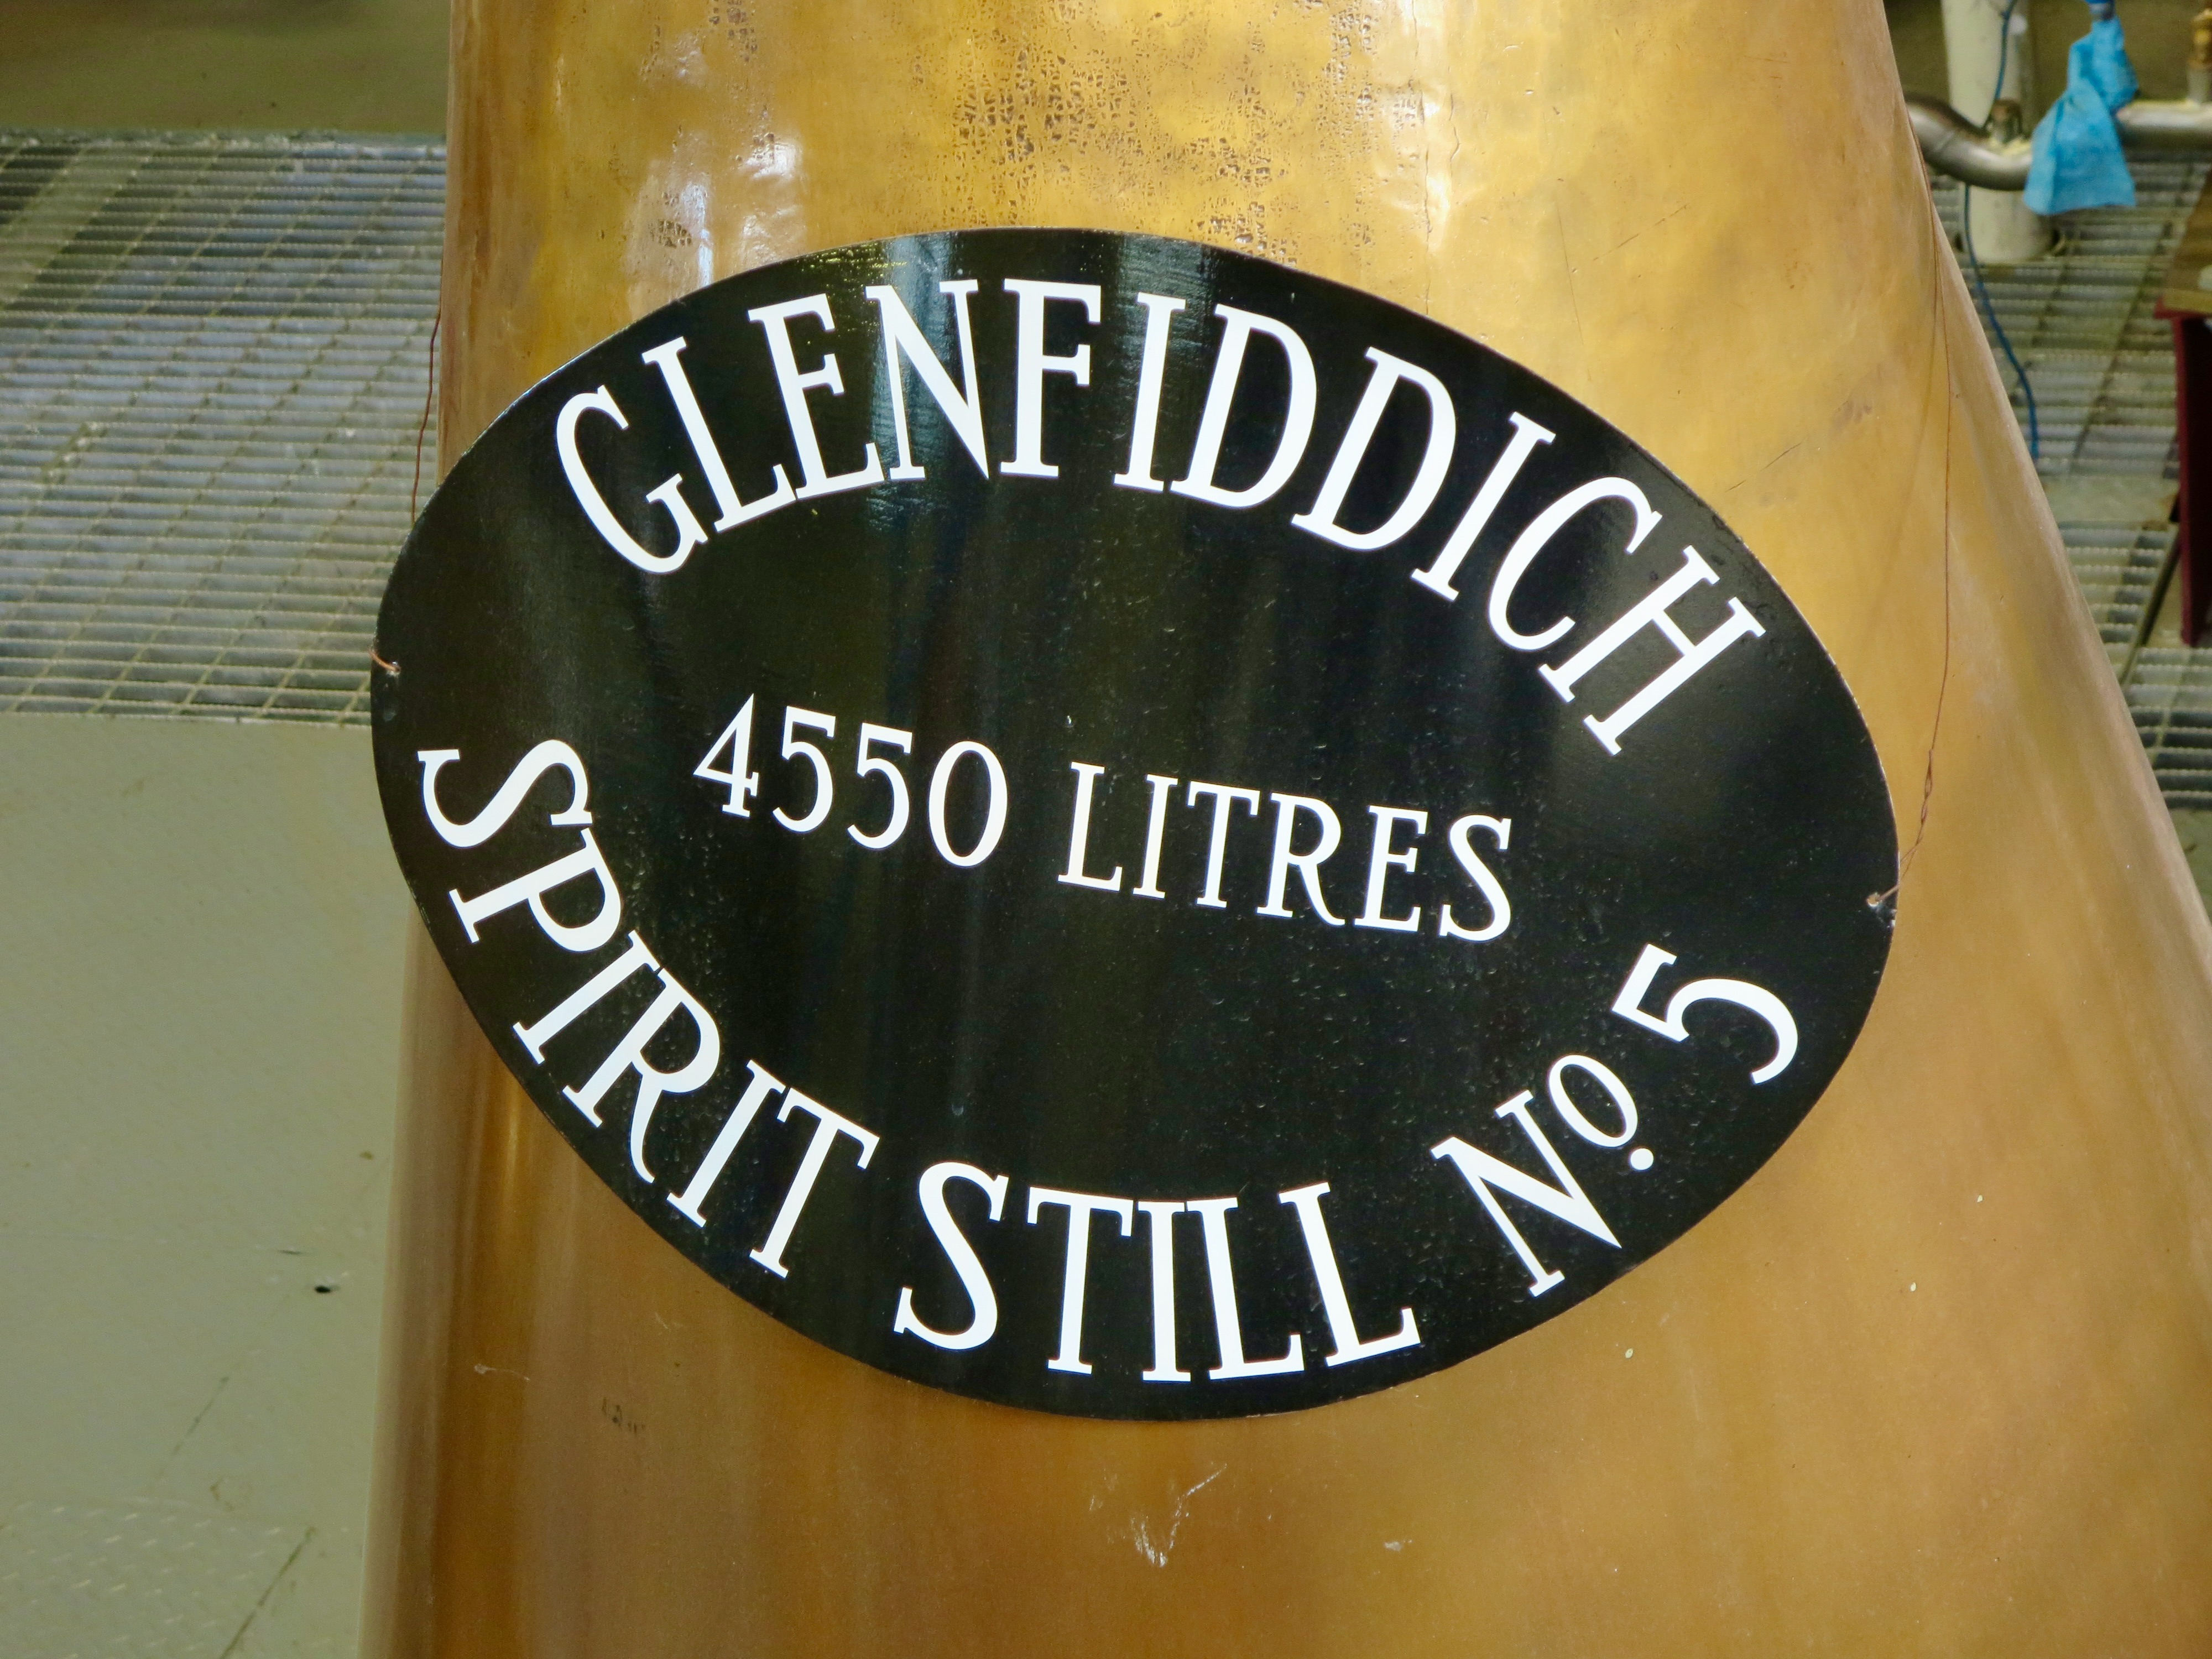 GLENFIDDICH
4550 LITRES
SPIRIT STILL No. 5